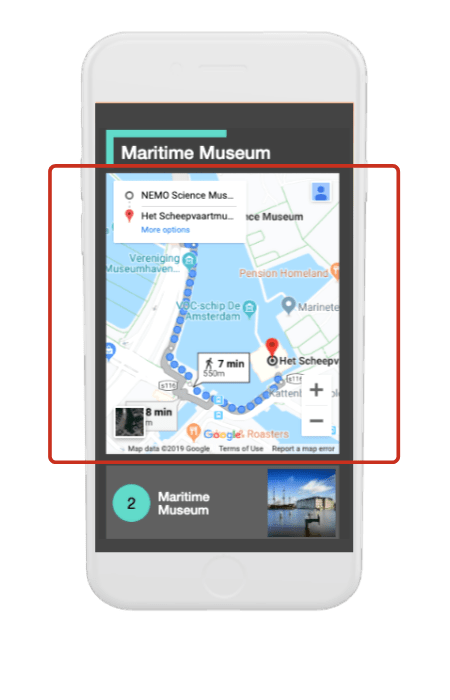 Maritime Museum
NEMO Science Mus...
Het Scheepvaartmu...
More options
nce Museum
Vereniging
Museumhaven...
Pension Homeland
VOC-schip De
Amsterdam
Marinete
7 min
550m
Het Scheepv
s116
s116
Kattenb
8 min
m
+
−
Google
& Roasters
Map data ©2019 Google Terms of Use Report a map error
2
Maritime
Museum